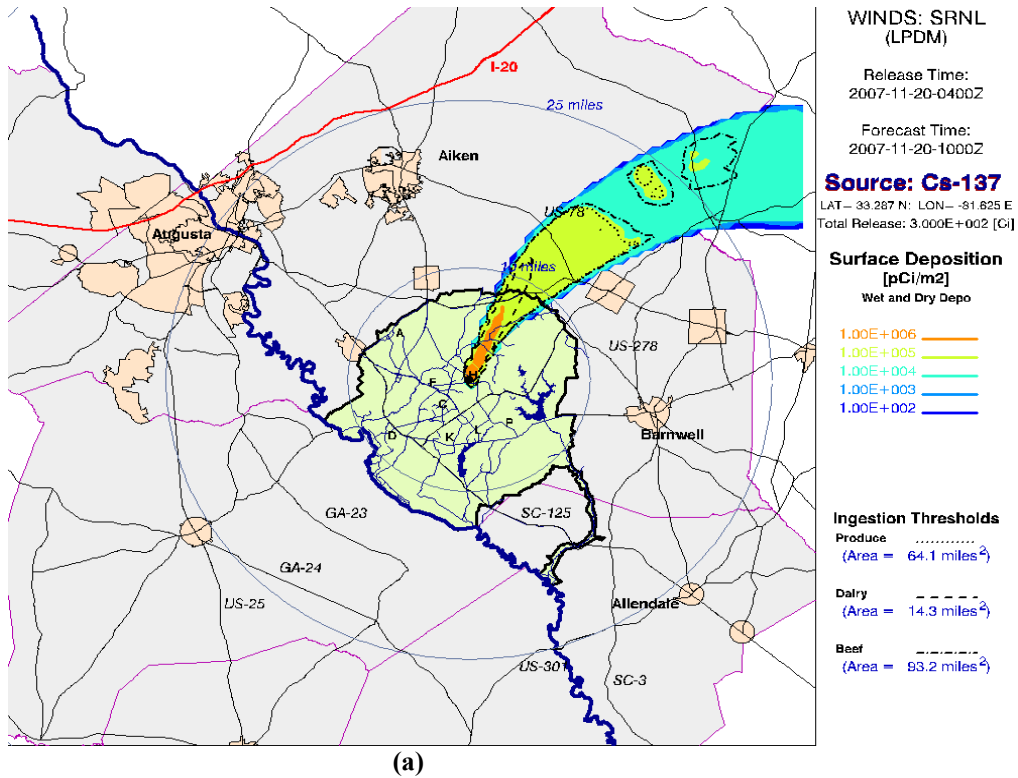 WINDS: SRNL
(LPDM)
Release Time:
2007-11-20-0400Z
Forecast Time:
2007-11-20-1000Z
Source: Cs-137
LAT— 33.287 N: LON— -81.625 E
Total Release: 3.000E+002 [Ci]
Surface Deposition
[pCi/m2]
Wet and Dry Depo
1.00E+006
1.00E+005
1.00E+004
1.00E+003
1.00E+002
Ingestion Thresholds
Produce
(Area = 64.1 miles2)
Dairy
(Area = 14.3 miles2)
Beef
(Area = 93.2 miles2)
I-20
25 miles
Aiken
US-78
Augusta
miles
A
US-278
F
H
C
D
K
P
Barnwell
GA-23
SC-125
GA-24
US-25
Allendale
US-301
SC-3
(a)